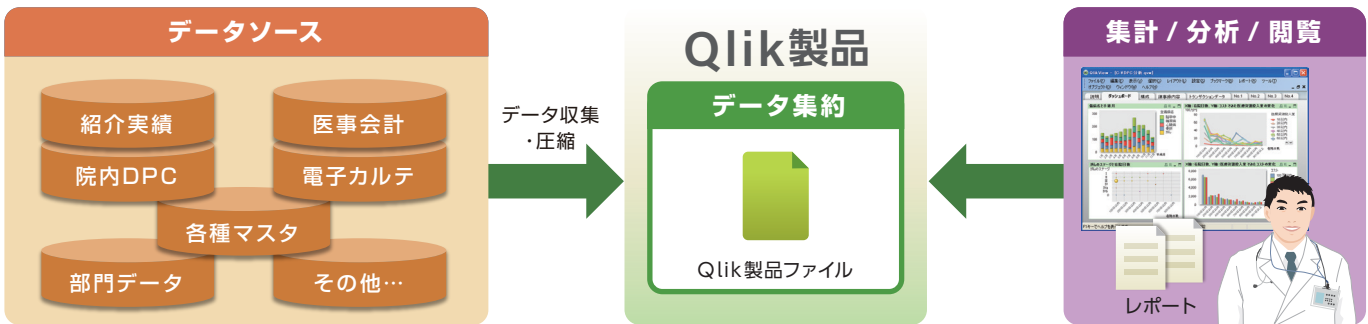 データソース
紹介実績
医事会計
院内DPC
電子カルテ
各種マスタ
部門データ
その他…
データ収集
・圧縮
Qlik製品
データ集約
Qlik製品ファイル
集計 / 分析 / 閲覧
レポート